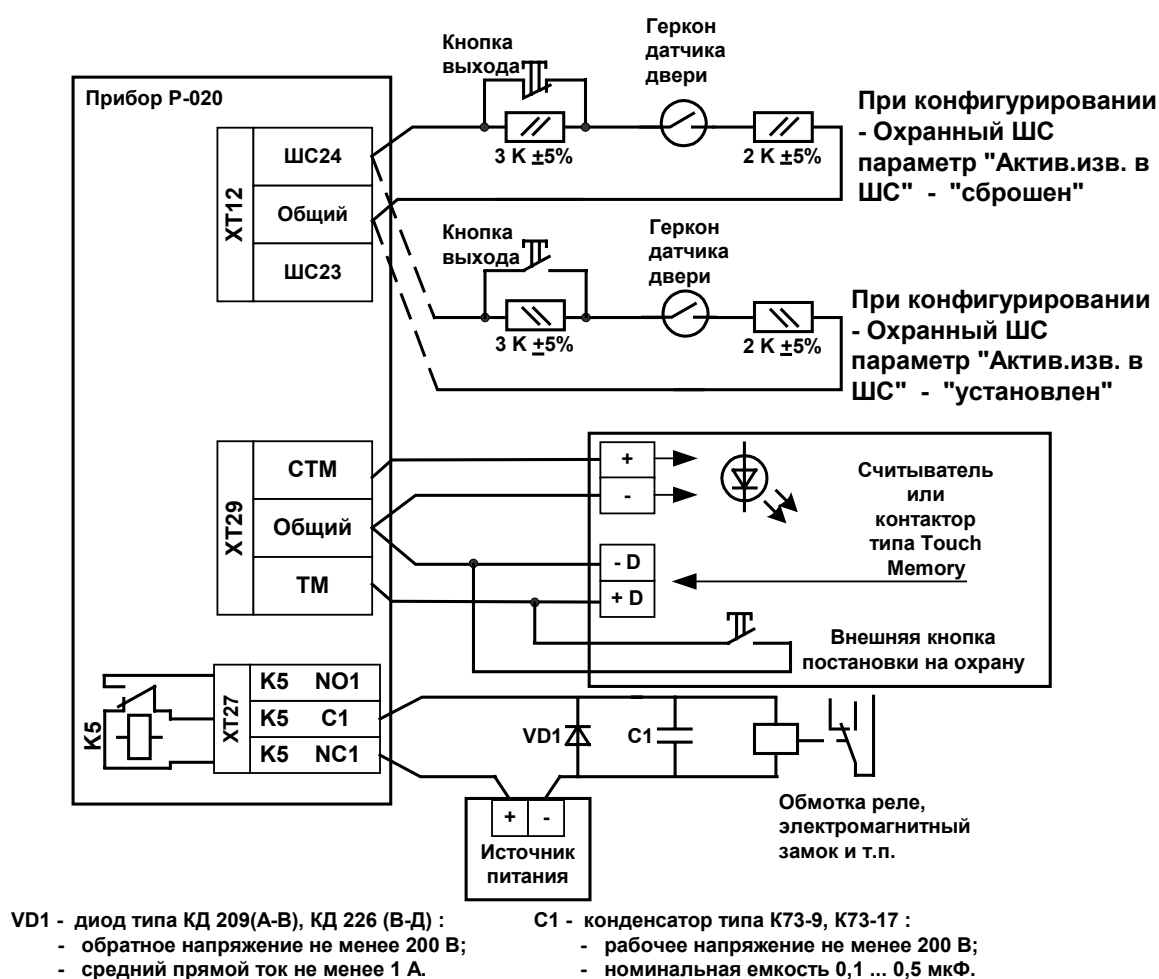 Кнопка
выхода
Геркон
датчика
двери
Прибор Р-020
ХТ12
ШС24
Общий
ШС23
3 К ±5%
2 К ±5%
При конфигурировании
- Охранный ШС
параметр "Актив.изв. в
ШС" - "сброшен"
Кнопка
выхода
Геркон
датчика
двери
3 К ±5%
2 К ±5%
При конфигурировании
- Охранный ШС
параметр "Актив.изв. в
ШС" - "установлен"
ХТ29
СТМ
Общий
ТМ
+
-
- D
+ D
Считыватель
или
контактор
типа Touch
Memory
Внешняя кнопка
постановки на охрану
К5
ХТ27
K5 NO1
K5 C1
K5 NC1
VD1
C1
+ -
Источник
питания
Обмотка реле,
электромагнитный
замок и т.п.
VD1 - диод типа КД 209(А-В), КД 226 (В-Д) :
- обратное напряжение не менее 200 В;
- средний прямой ток не менее 1 А.
С1 - конденсатор типа К73-9, К73-17 :
- рабочее напряжение не менее 200 В;
- номинальная емкость 0,1 ... 0,5 мкФ.